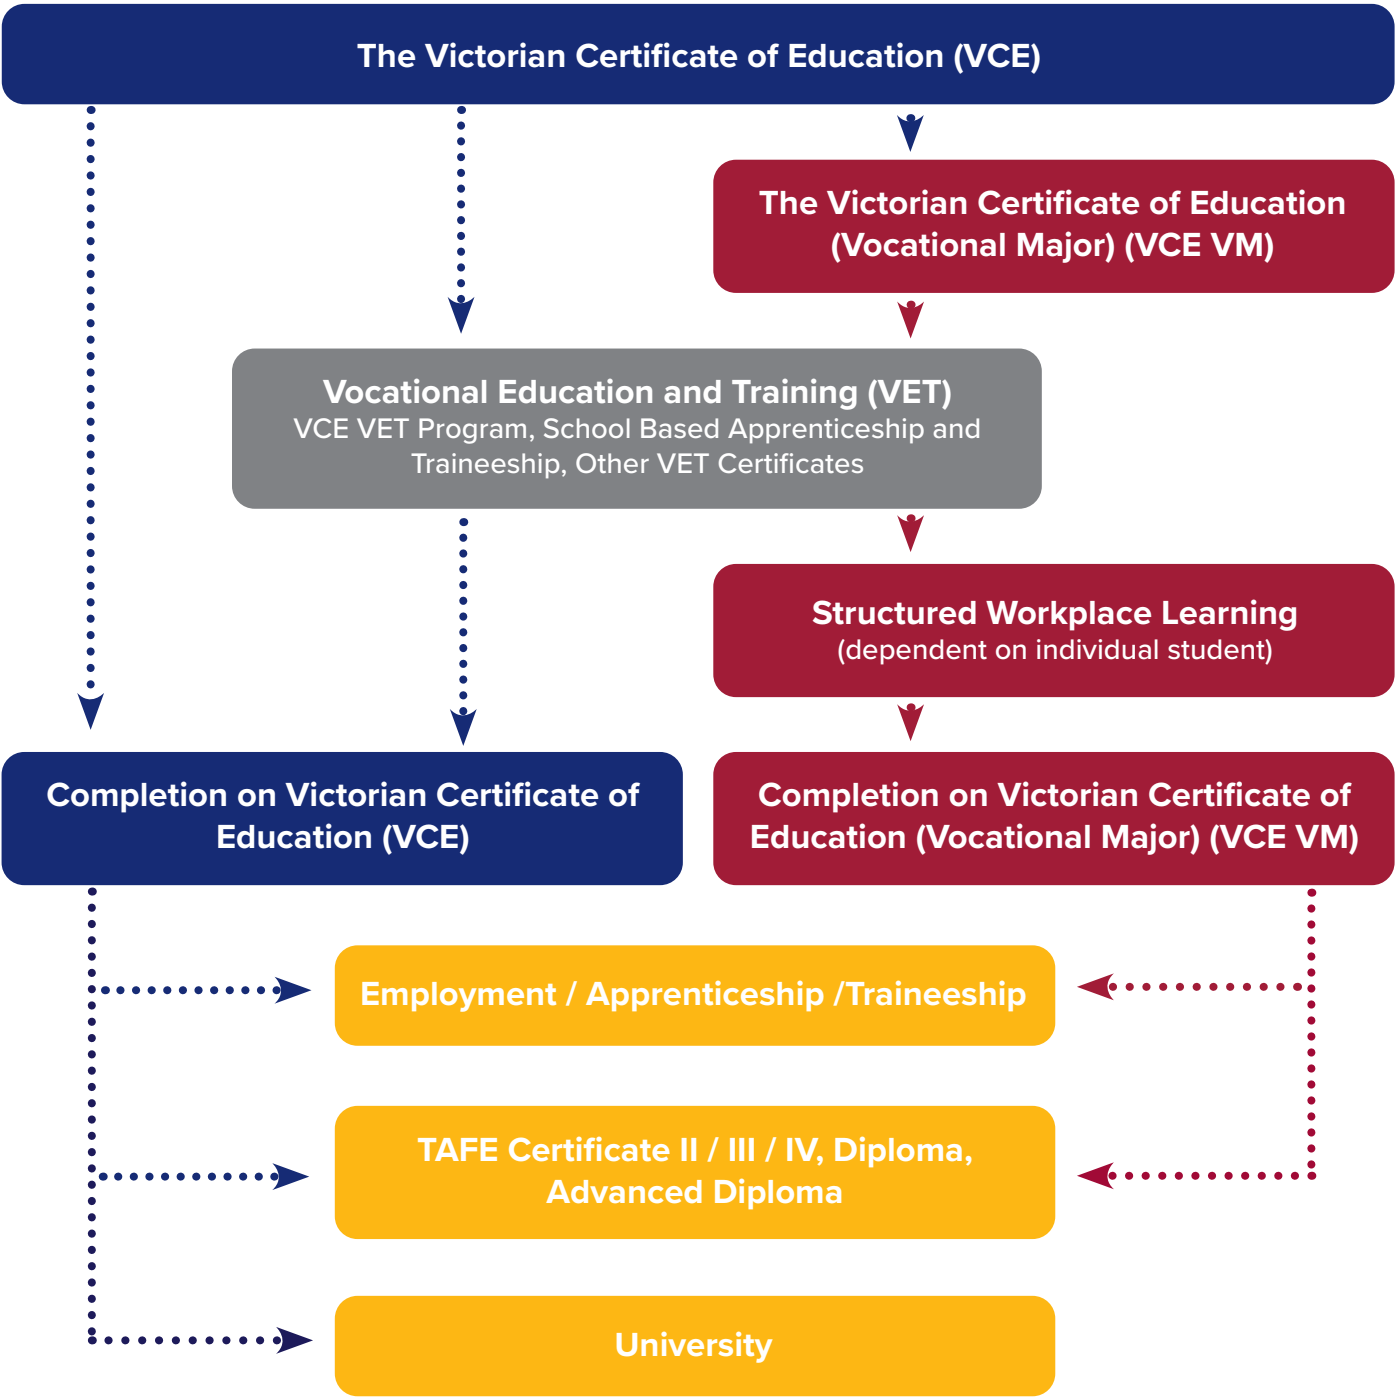 The Victorian Certificate of Education (VCE)
The Victorian Certificate of Education
(Vocational Major) (VCE VM)
Vocational Education and Training (VET)
VCE VET Program, School Based Apprenticeship and
Traineeship, Other VET Certificates
Structured Workplace Learning
(dependent on individual student)
Completion on Victorian Certificate of
Education (VCE)
Completion on Victorian Certificate of
Education (Vocational Major) (VCE VM)
Employment / Apprenticeship /Traineeship
TAFE Certificate II / III / IV, Diploma,
Advanced Diploma
University